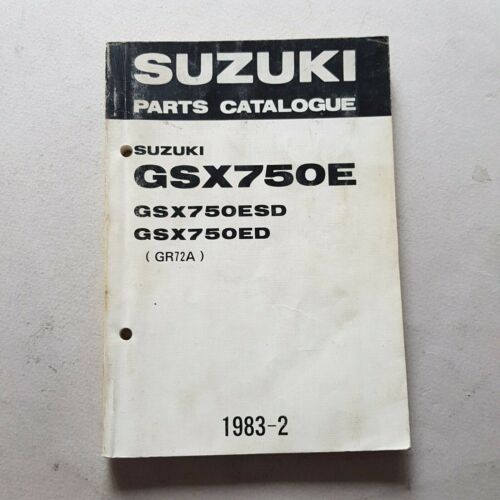 SUZUKI
PARTS CATALOGUE
SUZUKI
GSX750E
GSX750ESD
GSX750ED
( GR72A )
1983-2